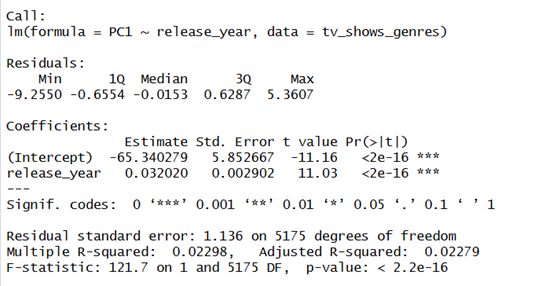 Call:
lm(formula = PC1 ~ release_year, data = tv_shows_genres)
Residuals:
Min 1Q Median 3Q Max
-9.2550 -0.6554 -0.0153 0.6287 5.3607
Coefficients:
Estimate Std. Error t value Pr(>|t|)
(Intercept) -65.340279 5.852667 -11.16 <2e-16 ***
release_year 0.032020 0.002902 11.03 <2e-16 ***
---
Signif. codes: 0 ‘***’ 0.001 ‘**’ 0.01 ‘*’ 0.05 ‘.’ 0.1 ‘ ’ 1
Residual standard error: 1.136 on 5175 degrees of freedom
Multiple R-squared: 0.02298, Adjusted R-squared: 0.02279
F-statistic: 121.7 on 1 and 5175 DF, p-value: < 2.2e-16